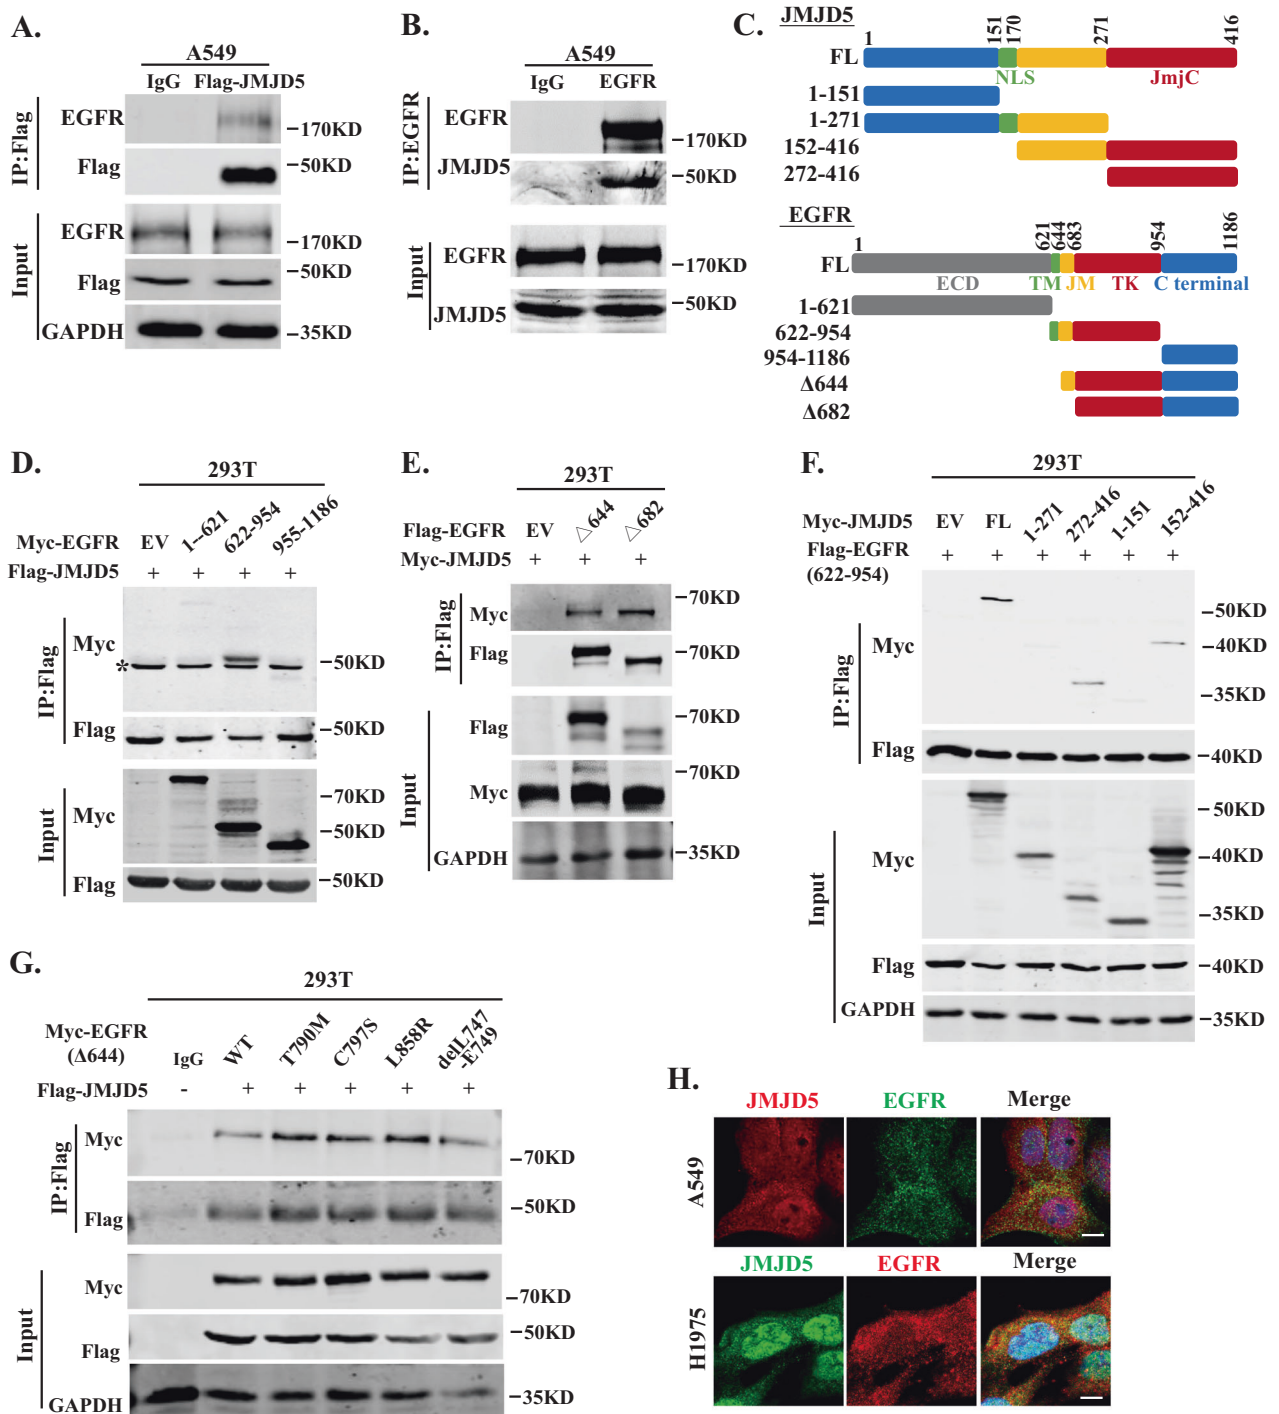 A.
A549
IgG Flag-JMJD5
IP:Flag
EGFR
–170KD
Flag
–50KD
Input
EGFR
–170KD
Flag
–50KD
GAPDH
–35KD
B.
A549
IgG EGFR
IP:EGFR
EGFR
–170KD
JMJD5
–50KD
Input
EGFR
–170KD
JMJD5
–50KD
C.
JMJD5
1 151 170 271 416
FL
NLS JmjC
1-151
1-271
152-416
272-416
EGFR
1 621 644 683 954 1186
FL
ECD TM JM TK C terminal
1-621
622-954
954-1186
Δ644
Δ682
D.
293T
Myc-EGFR EV 1--621 622-954 955-1186
Flag-JMJD5 + + + +
IP:Flag
Myc
* –50KD
Flag –50KD
Input
Myc
–70KD
–50KD
Flag –50KD
E.
293T
Flag-EGFR EV △644 △682
Myc-JMJD5 + + +
IP:Flag
Myc –70KD
Flag –70KD
Input
Flag –70KD
Myc –70KD
GAPDH –35KD
F.
293T
Myc-JMJD5 EV FL 1-271 272-416 1-151 152-416
Flag-EGFR + + + + + +
(622-954)
IP:Flag
–50KD
Myc –40KD
–35KD
Flag –40KD
Input
–50KD
Myc –40KD
–35KD
Flag –40KD
GAPDH –35KD
G.
293T
Myc-EGFR
(Δ644)
IgG WT T790M C797S L858R delL747
-E749
Flag-JMJD5 - + + + + +
IP:Flag
Myc
–70KD
Flag –50KD
Input
Myc
–70KD
Flag –50KD
GAPDH –35KD
H.
JMJD5 EGFR Merge
A549
JMJD5 EGFR Merge
H1975